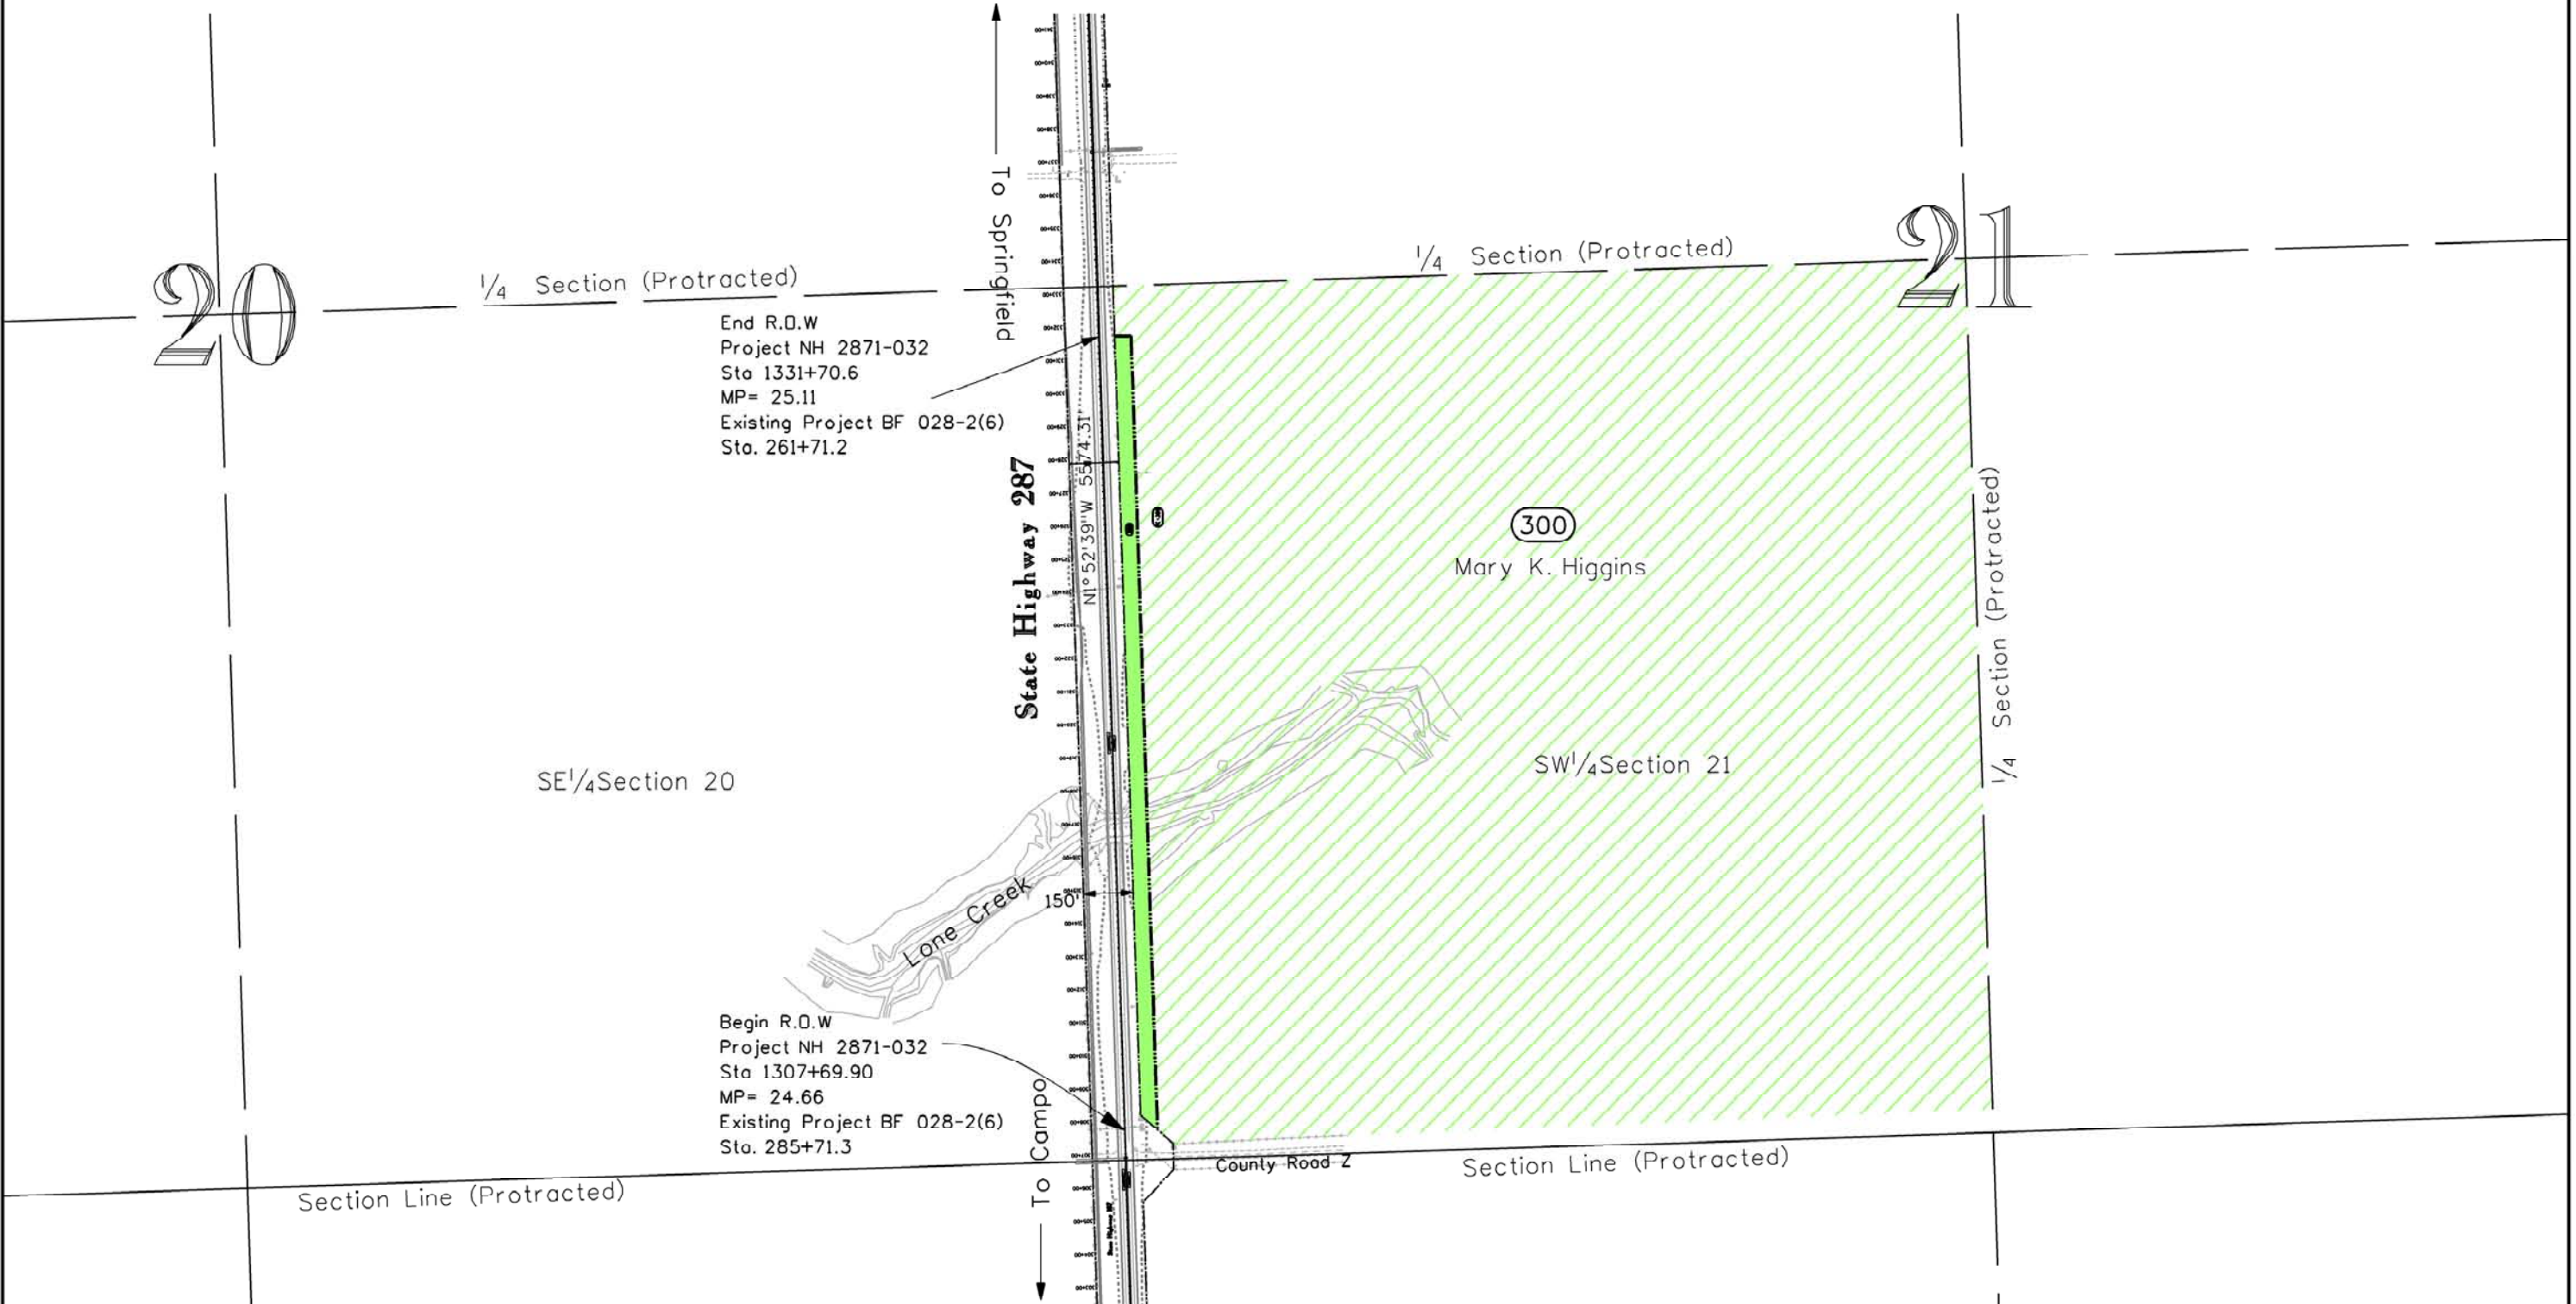 To Springfield
20
1/4 Section (Protracted)
1/4 Section (Protracted)
21
End R.O.W
Project NH 2871-032
Sta 1331+70.6
MP= 25.11
Existing Project BF 028-2(6)
Sta. 261+71.2
State Highway 287
N1°52'39"W 5574.31'
300
Mary K. Higgins
1/4 Section (Protracted)
SE1/4Section 20
SW1/4Section 21
150'
Lone Creek
Begin R.O.W
Project NH 2871-032
Sta 1307+69.90
MP= 24.66
Existing Project BF 028-2(6)
Sta. 285+71.3
To Campo
County Road Z
Section Line (Protracted)
Section Line (Protracted)